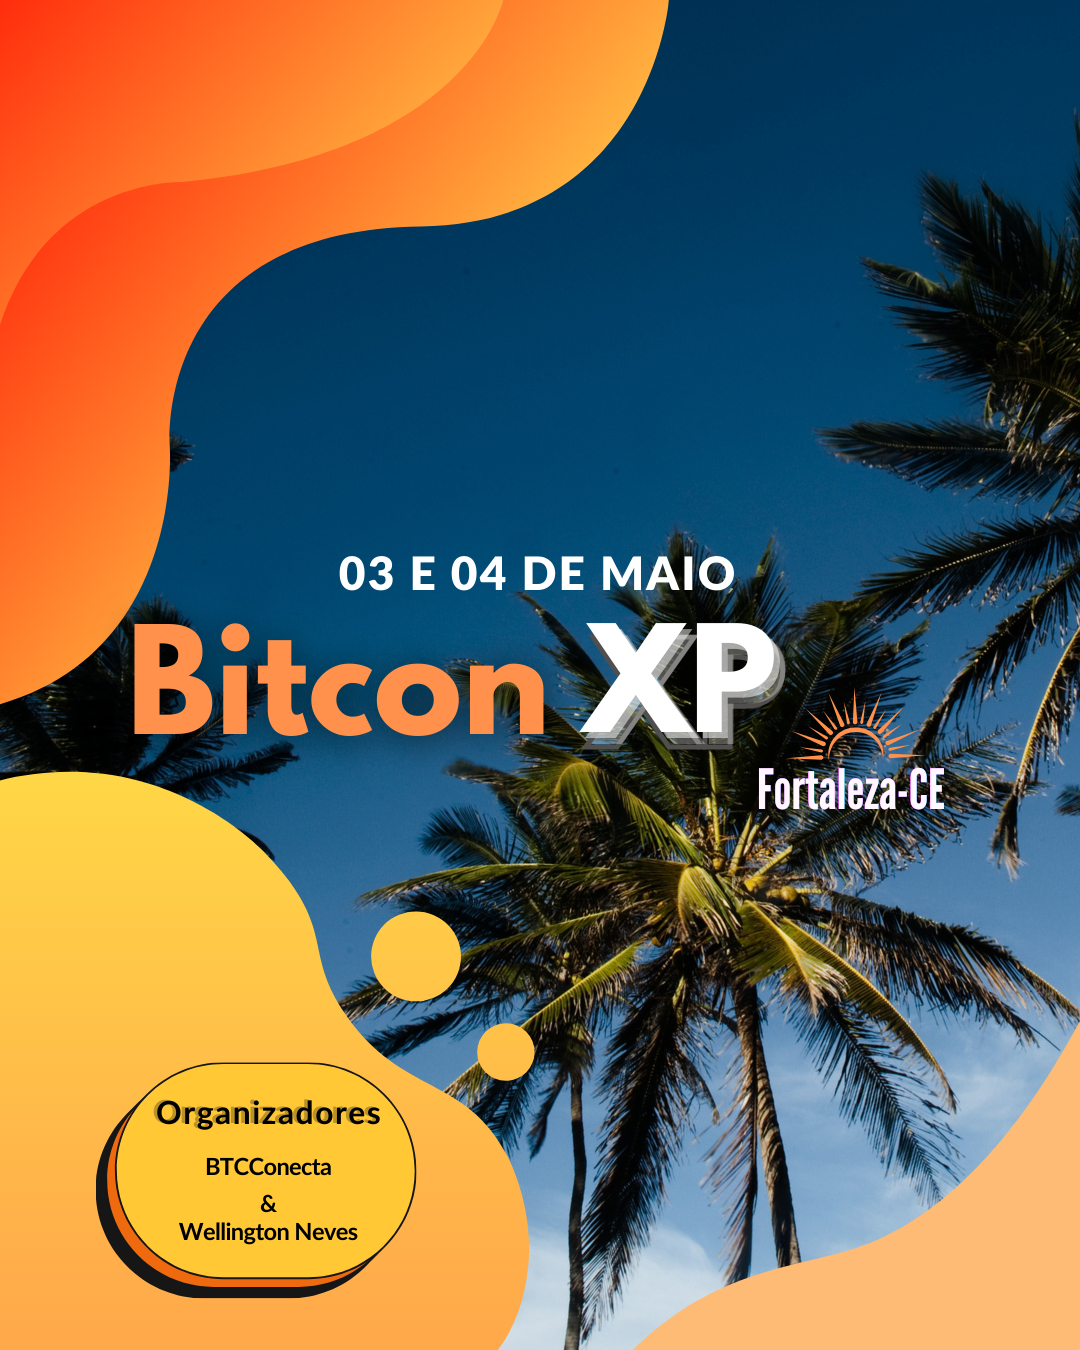 03 E 04 DE MAIO
Bitcon XP
Fortaleza-CE
Organizadores
BTCConecta
&
Wellington Neves